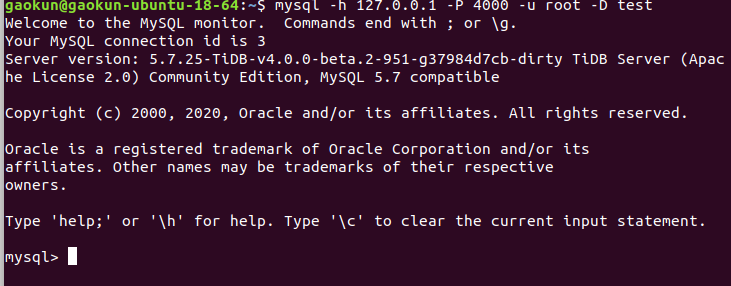 gaokun@gaokun-ubuntu-18-64:~$ mysql -h 127.0.0.1 -P 4000 -u root -D test
Welcome to the MySQL monitor.  Commands end with ; or \g.
Your MySQL connection id is 3
Server version: 5.7.25-TiDB-v4.0.0-beta.2-951-g37984d7cb-dirty TiDB Server (Apac
he License 2.0) Community Edition, MySQL 5.7 compatible
Copyright (c) 2000, 2020, Oracle and/or its affiliates. All rights reserved.
Oracle is a registered trademark of Oracle Corporation and/or its
affiliates. Other names may be trademarks of their respective
owners.
Type 'help;' or '\h' for help. Type '\c' to clear the current input statement.
mysql>